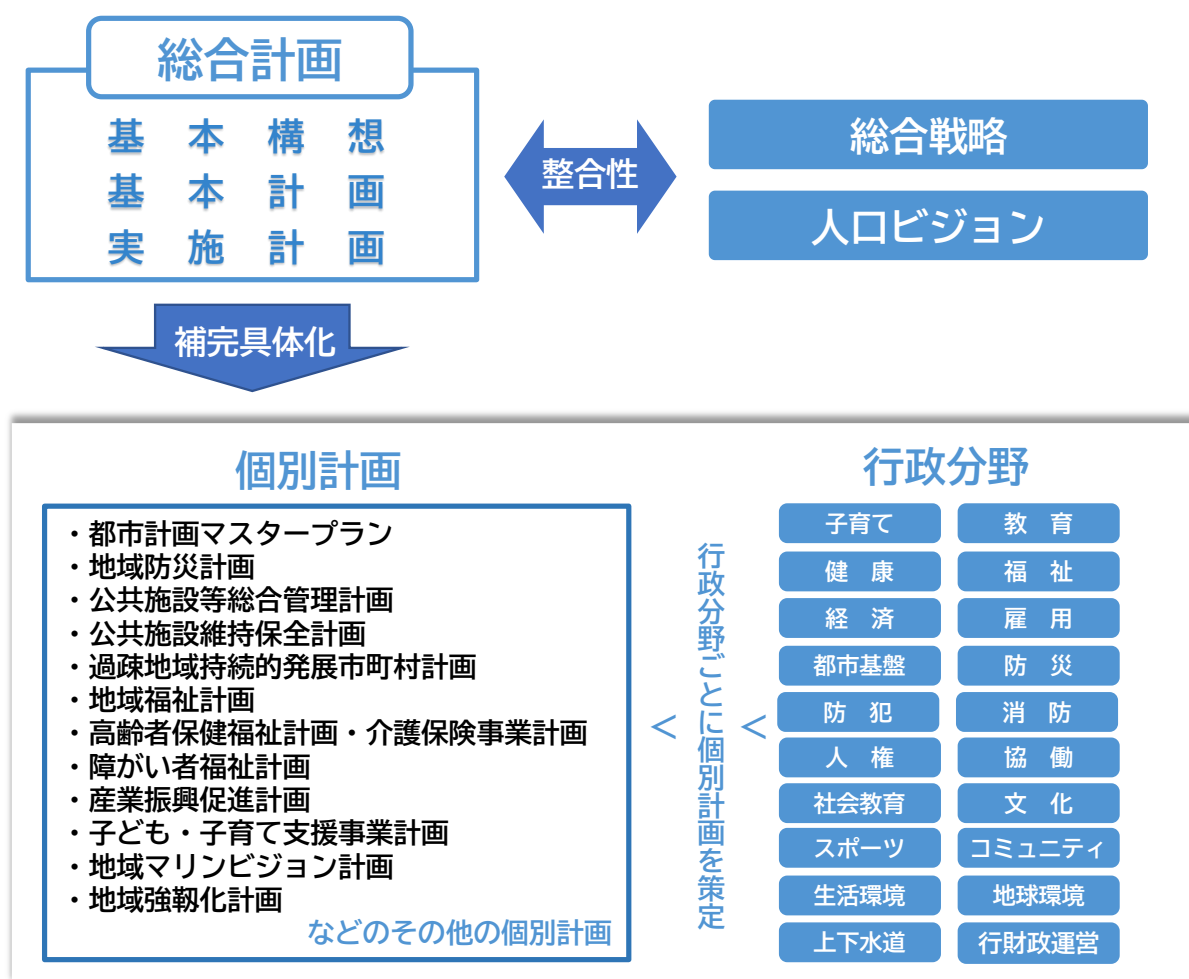 総合計画
基本構想
基本計画
実施計画
整合性
総合戦略
人口ビジョン
補完具体化
個別計画
・都市計画マスタープラン
・地域防災計画
・公共施設等総合管理計画
・公共施設維持保全計画
・過疎地域持続的発展市町村計画
・地域福祉計画
・高齢者保健福祉計画・介護保険事業計画
・障がい者福祉計画
・産業振興促進計画
・子ども・子育て支援事業計画
・地域マリンビジョン計画
・地域強靱化計画
などのその他の個別計画
＜
行政分野ごとに個別計画を策定
＜
行政分野
子育て
教　育
健　康
福　祉
経　済
雇　用
都市基盤
防　災
防　犯
消　防
人　権
協　働
社会教育
文　化
スポーツ
コミュニティ
生活環境
地球環境
上下水道
行財政運営